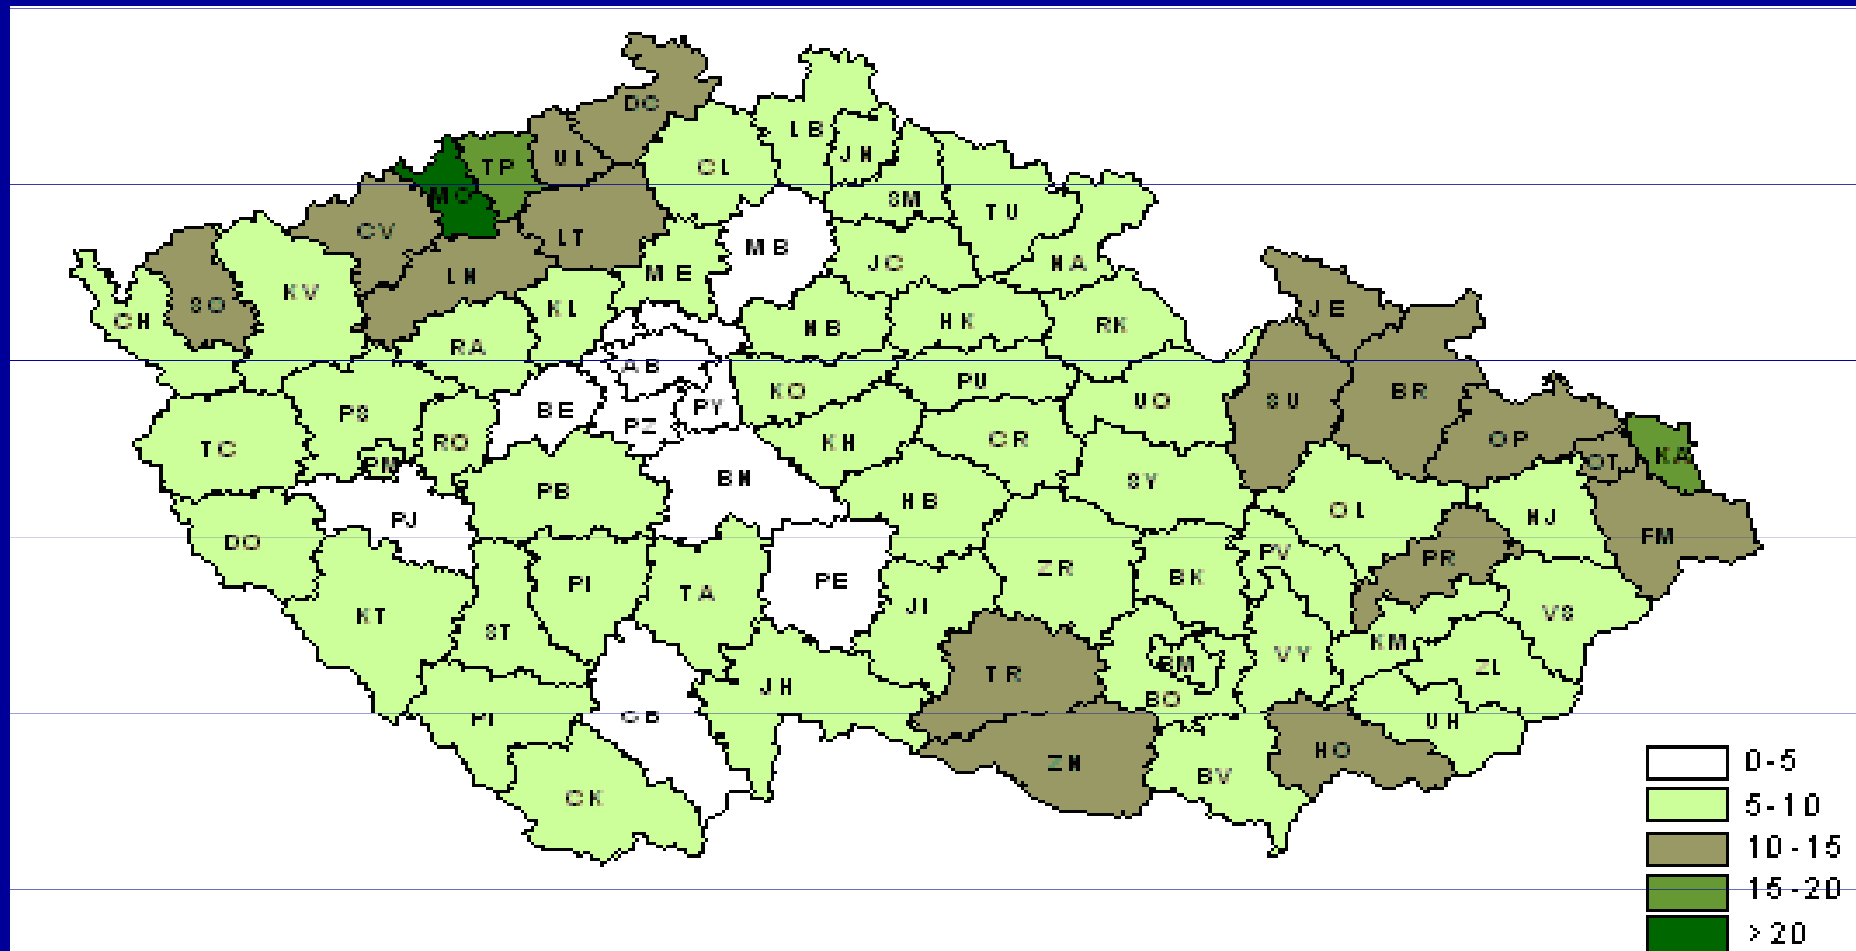 DC
LB
JN
UL
TP
CL
MO
SM
TU
CV
LT
MB
JC
NA
ME
LN
KV
SO
KL
CH
JE
NB
HK
RK
RA
AB
PU
KO
BR
UO
SU
BE
PY
PS
PZ
RO
KH
CR
OP
TC
PM
OT
KA
BN
SY
PB
HB
OL
NJ
PJ
DO
FM
PV
PR
ZR
BK
PI
PE
TA
JI
KT
VS
ST
KM
VY
BM
ZL
TR
JH
BO
CB
UH
HO
ZN
BV
CK
0-5
5-10
10-15
15-20
>20